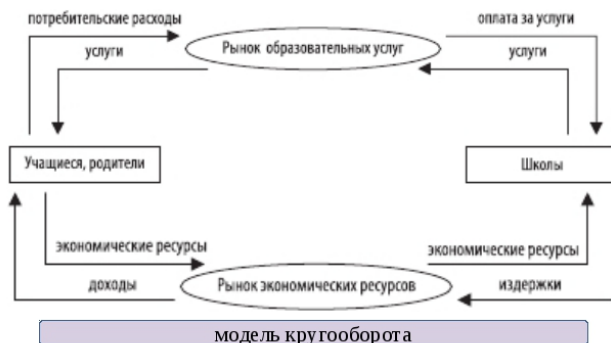 потребительские расходы
оплата за услуги
услуги
Рынок образовательных услуг
услуги
Учащиеся, родители
Школы
экономические ресурсы
экономические ресурсы
доходы
Рынок экономических ресурсов
издержки
модель кругооборота